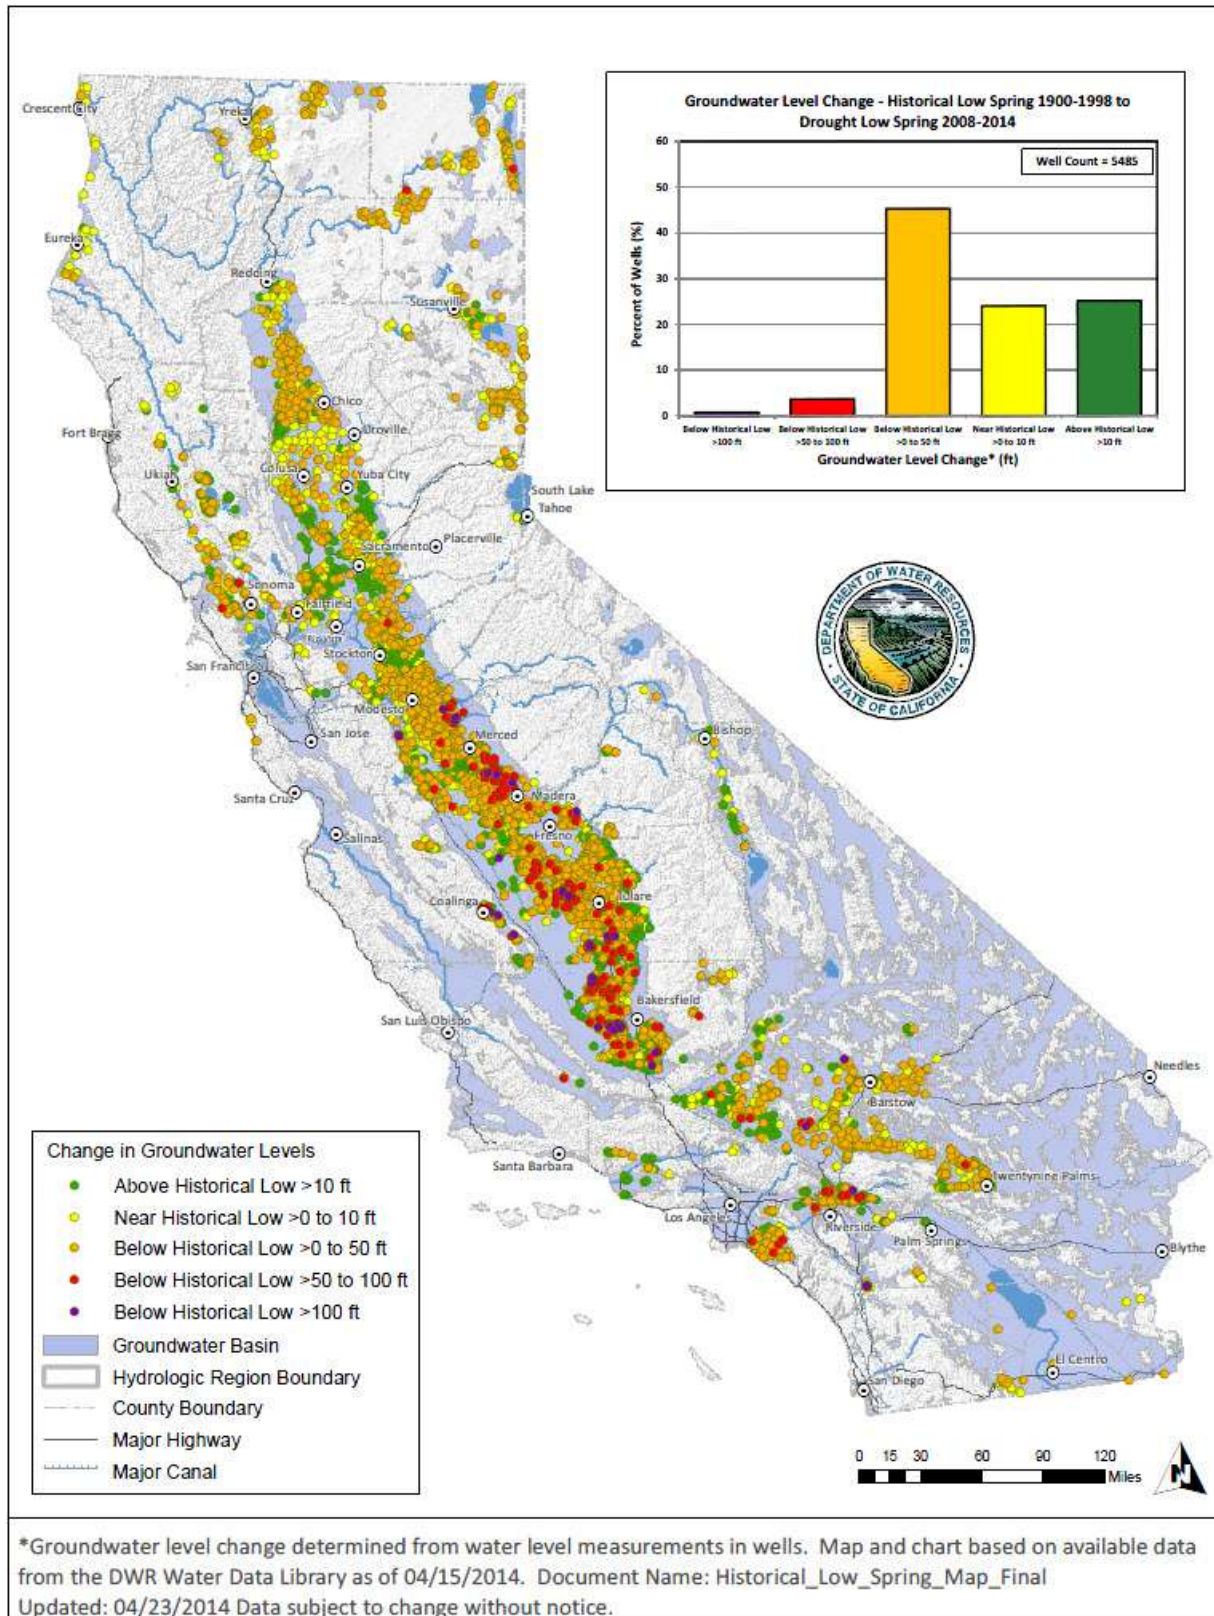 Groundwater Level Change - Historical Low Spring 1900-1998 to
Drought Low Spring 2008-2014
Well Count = 5485
Percent of Wells (%)
60
50
40
30
20
10
0
Below Historical Low
>100 ft
Below Historical Low
>50 to 100 ft
Below Historical Low
>0 to 50 ft
Near Historical Low
>0 to 10 ft
Above Historical Low
>10 ft
Groundwater Level Change* (ft)
Crescent City
Yreka
Eureka
Redding
Susanville
Chico
Fort Bragg
Oroville
Colusa
Ukiah
Yuba City
South Lake
Tahoe
Sacramento
Placerville
Sonoma
Fairfield
Stockton
San Francisco
Modesto
San Jose
Merced
Bishop
Santa Cruz
Madera
Fresno
Salinas
Coalinga
Tulare
Bakersfield
San Luis Obispo
Needles
Barstow
Santa Barbara
Twentynine Palms
Los Angeles
Riverside
Palm Springs
Blythe
El Centro
San Diego
DEPARTMENT OF WATER RESOURCES
STATE OF CALIFORNIA
Change in Groundwater Levels
Above Historical Low >10 ft
Near Historical Low >0 to 10 ft
Below Historical Low >0 to 50 ft
Below Historical Low >50 to 100 ft
Below Historical Low >100 ft
Groundwater Basin
Hydrologic Region Boundary
County Boundary
Major Highway
Major Canal
0 15 30 60 90 120
Miles
N
*Groundwater level change determined from water level measurements in wells. Map and chart based on available data
from the DWR Water Data Library as of 04/15/2014. Document Name: Historical_Low_Spring_Map_Final
Updated: 04/23/2014 Data subject to change without notice.